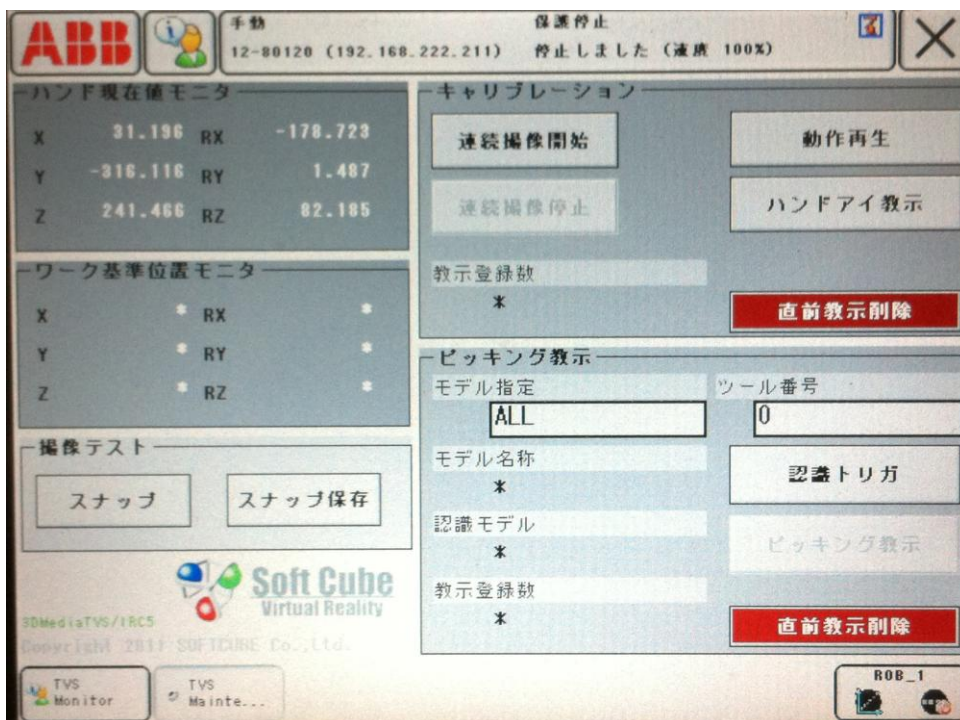 ABB
手動
保護停止
12-80120 (192.168.222.211)
停止しました (速度 100%)
ハンド現在値モニタ
X 31.196 RX -178.723
Y -316.116 RY 1.487
Z 241.466 RZ 82.185
ワーク基準位置モニタ
X * RX *
Y * RY *
Z * RZ *
撮像テスト
スナップ
スナップ保存
Soft Cube
Virtual Reality
3DMediaTVS/IRC5
Copyright 2011 SOFTCUBE Co.,Ltd.
キャリブレーション
連続撮像開始
動作再生
連続撮像停止
ハンドアイ教示
教示登録数
*
直前教示削除
ピッキング教示
モデル指定
ツール番号
ALL
0
モデル名称
*
認識トリガ
認識モデル
*
ピッキング教示
教示登録数
*
直前教示削除
TVS
Monitor
TVS
Mainte...
ROB_1